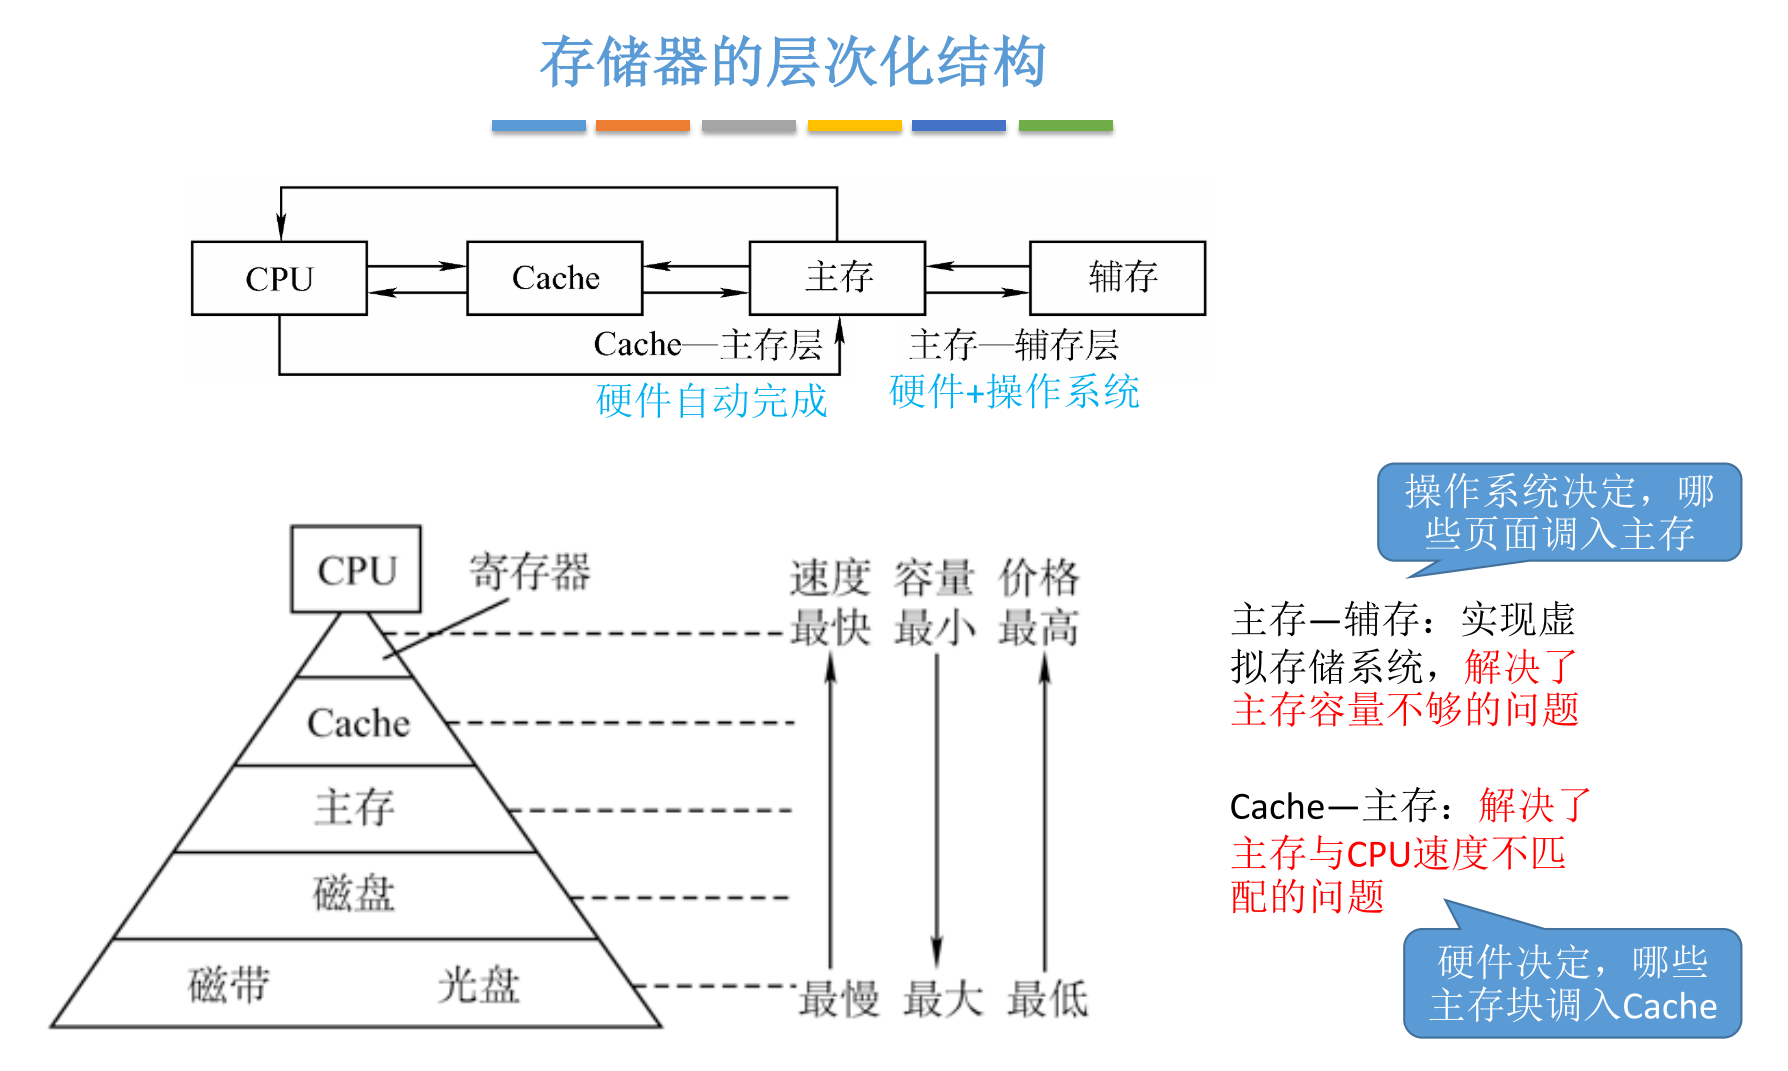 存储器的层次化结构
CPU
Cache
主存
辅存
Cache—主存层
主存—辅存层
硬件自动完成
硬件+操作系统
操作系统决定，哪
些页面调入主存
CPU
寄存器
速度 容量 价格
最快 最小 最高
主存—辅存：实现虚
拟存储系统，解决了
主存容量不够的问题
Cache
主存
Cache—主存：解决了
主存与CPU速度不匹
配的问题
磁盘
磁带
光盘
最慢 最大 最低
硬件决定，哪些
主存块调入Cache